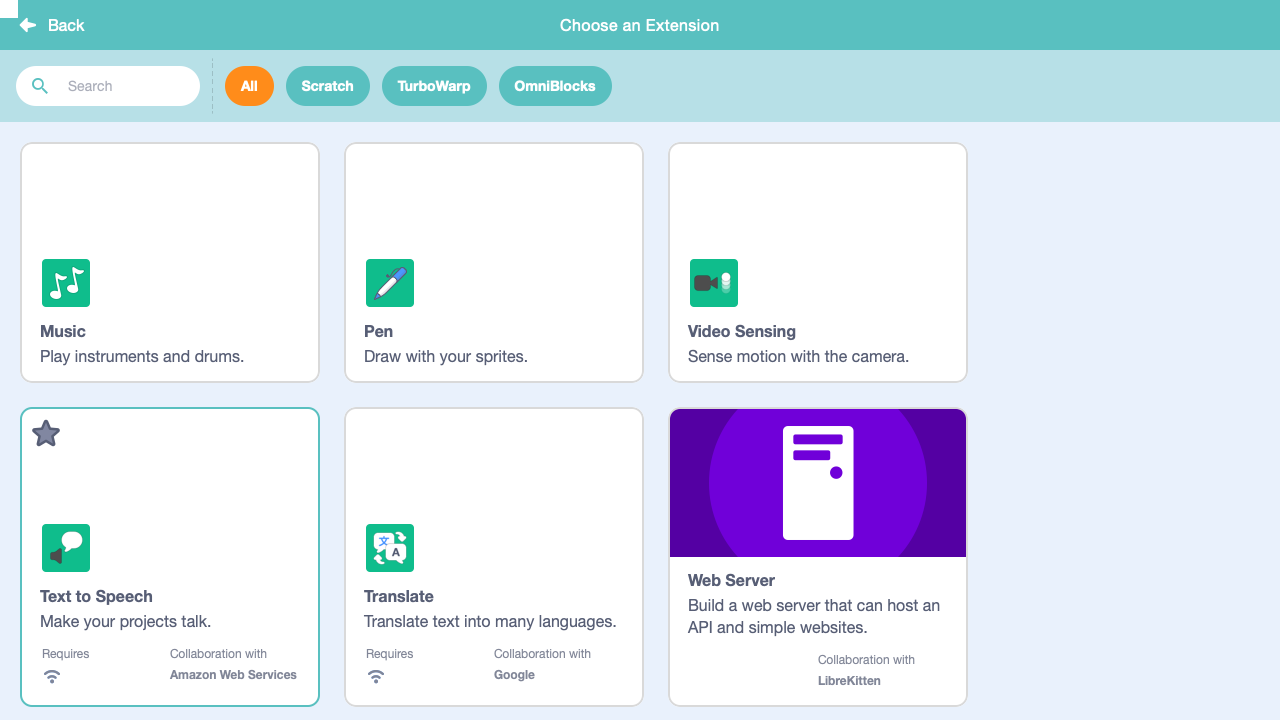 Back
Choose an Extension
Search
All
Scratch
TurboWarp
OmniBlocks
Music
Play instruments and drums.
Pen
Draw with your sprites.
Video Sensing
Sense motion with the camera.
Text to Speech
Make your projects talk.
Requires
Collaboration with
Amazon Web Services
文
A
Translate
Translate text into many languages.
Requires
Collaboration with
Google
Web Server
Build a web server that can host an
API and simple websites.
Collaboration with
LibreKitten